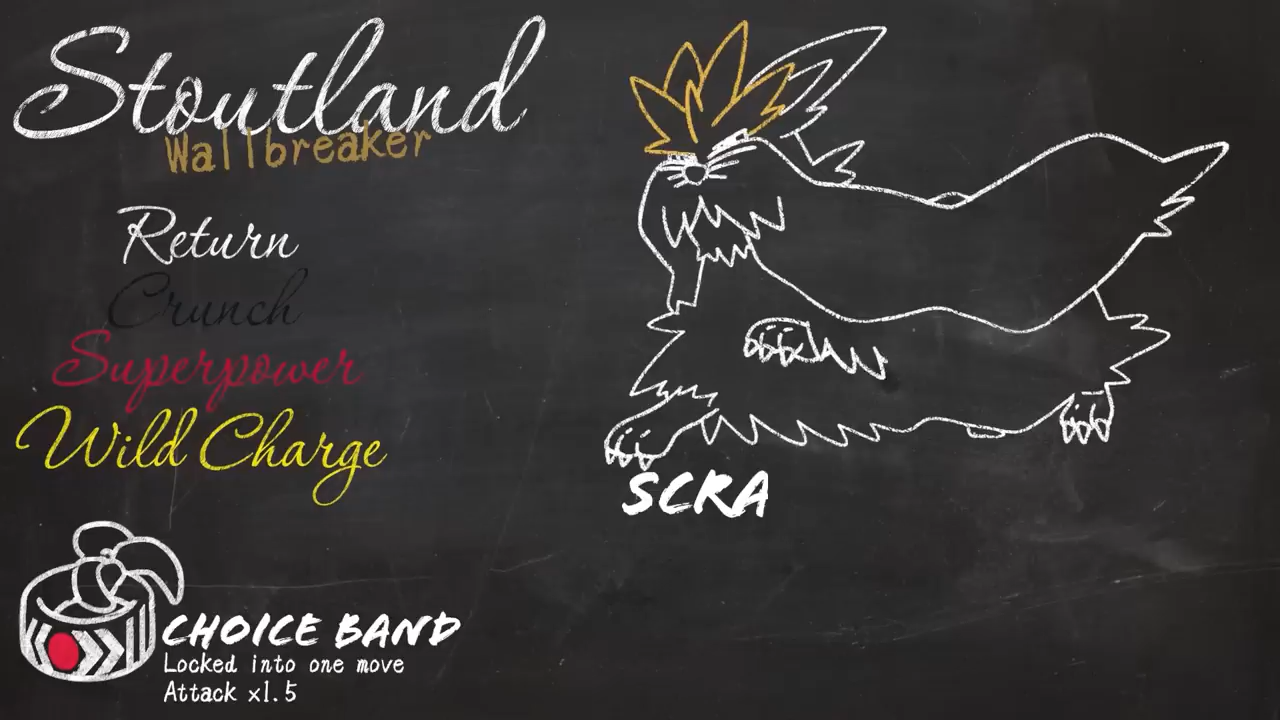 Stoutland
Wallbreaker
Return
Crunch
Superpower
Wild Charge
SCRA
CHOICE BAND
Locked into one move
Attack x1.5